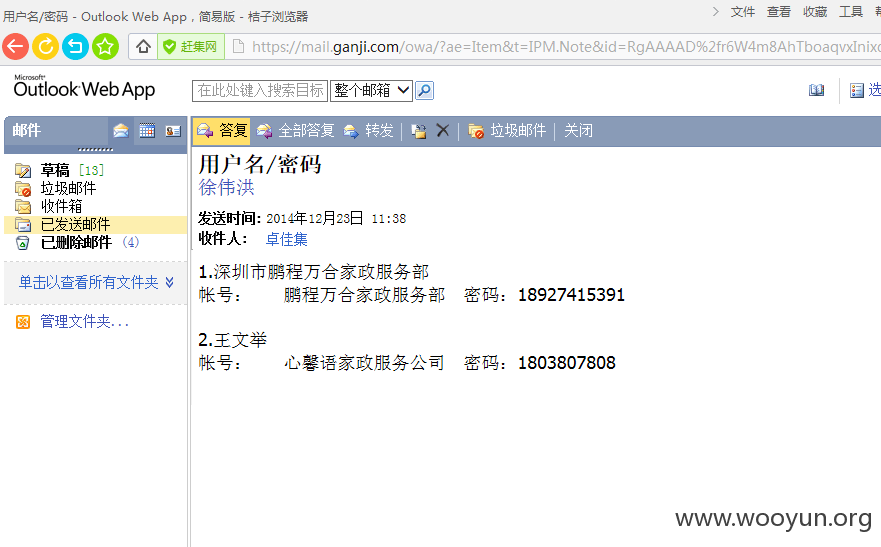 用户名/密码 - Outlook Web App，简易版 - 桔子浏览器
文件 查看 收藏 工具
赶集网 https://mail.ganji.com/owa/?ae=Item&t=IPM.Note&id=RgAAAAD%2fr6W4m8AhTboaqvxInixc
Microsoft
Outlook Web App
在此处键入搜索目标 整个邮箱
邮件
答复 全部答复 转发 垃圾邮件 关闭
草稿 [13]
垃圾邮件
收件箱
已发送邮件
已删除邮件 (4)
单击以查看所有文件夹
管理文件夹...
用户名/密码
徐伟洪
发送时间: 2014年12月23日 11:38
收件人: 卓佳集
1.深圳市鹏程万合家政服务部
帐号: 鹏程万合家政服务部 密码: 18927415391
2.王文举
帐号: 心馨语家政服务公司 密码: 1803807808
www.wooyun.org